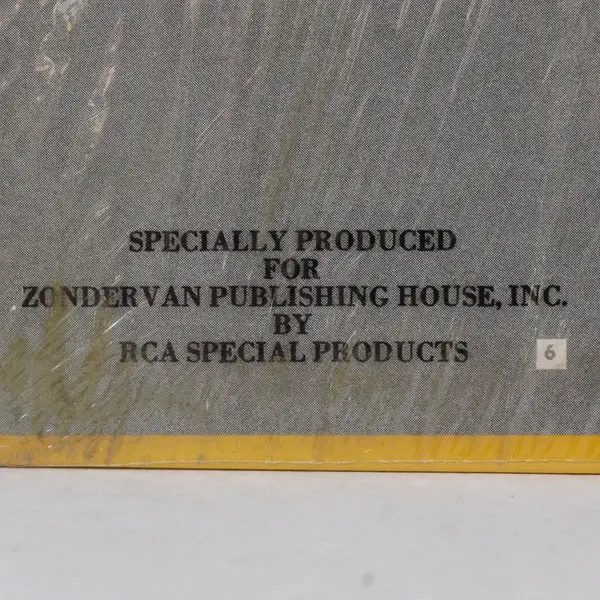 SPECIALLY PRODUCED
FOR
ZONDERVAN PUBLISHING HOUSE, INC.
BY
RCA SPECIAL PRODUCTS
6